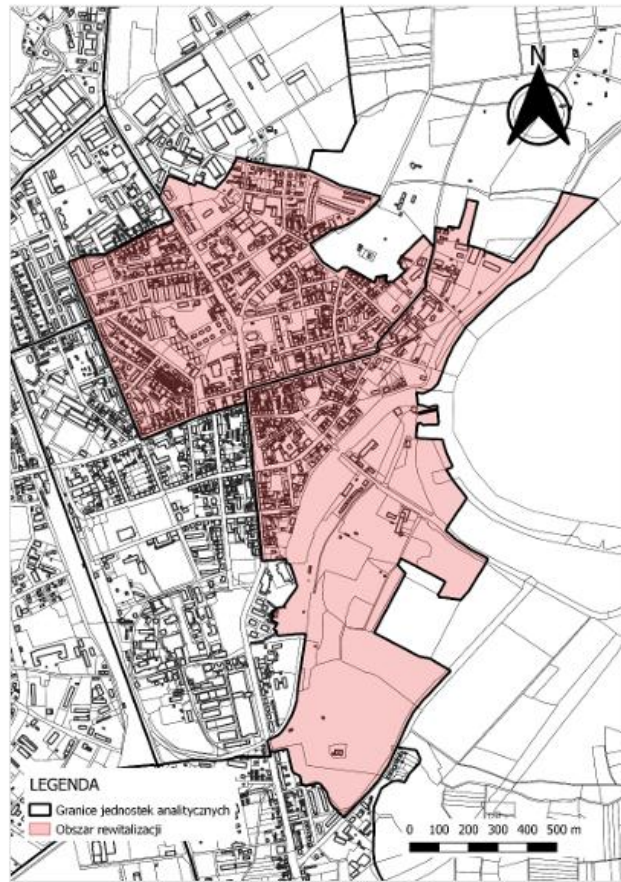 N
LEGENDA
Granice jednostek analitycznych
Obszar rewitalizacji
0 100 200 300 400 500 m